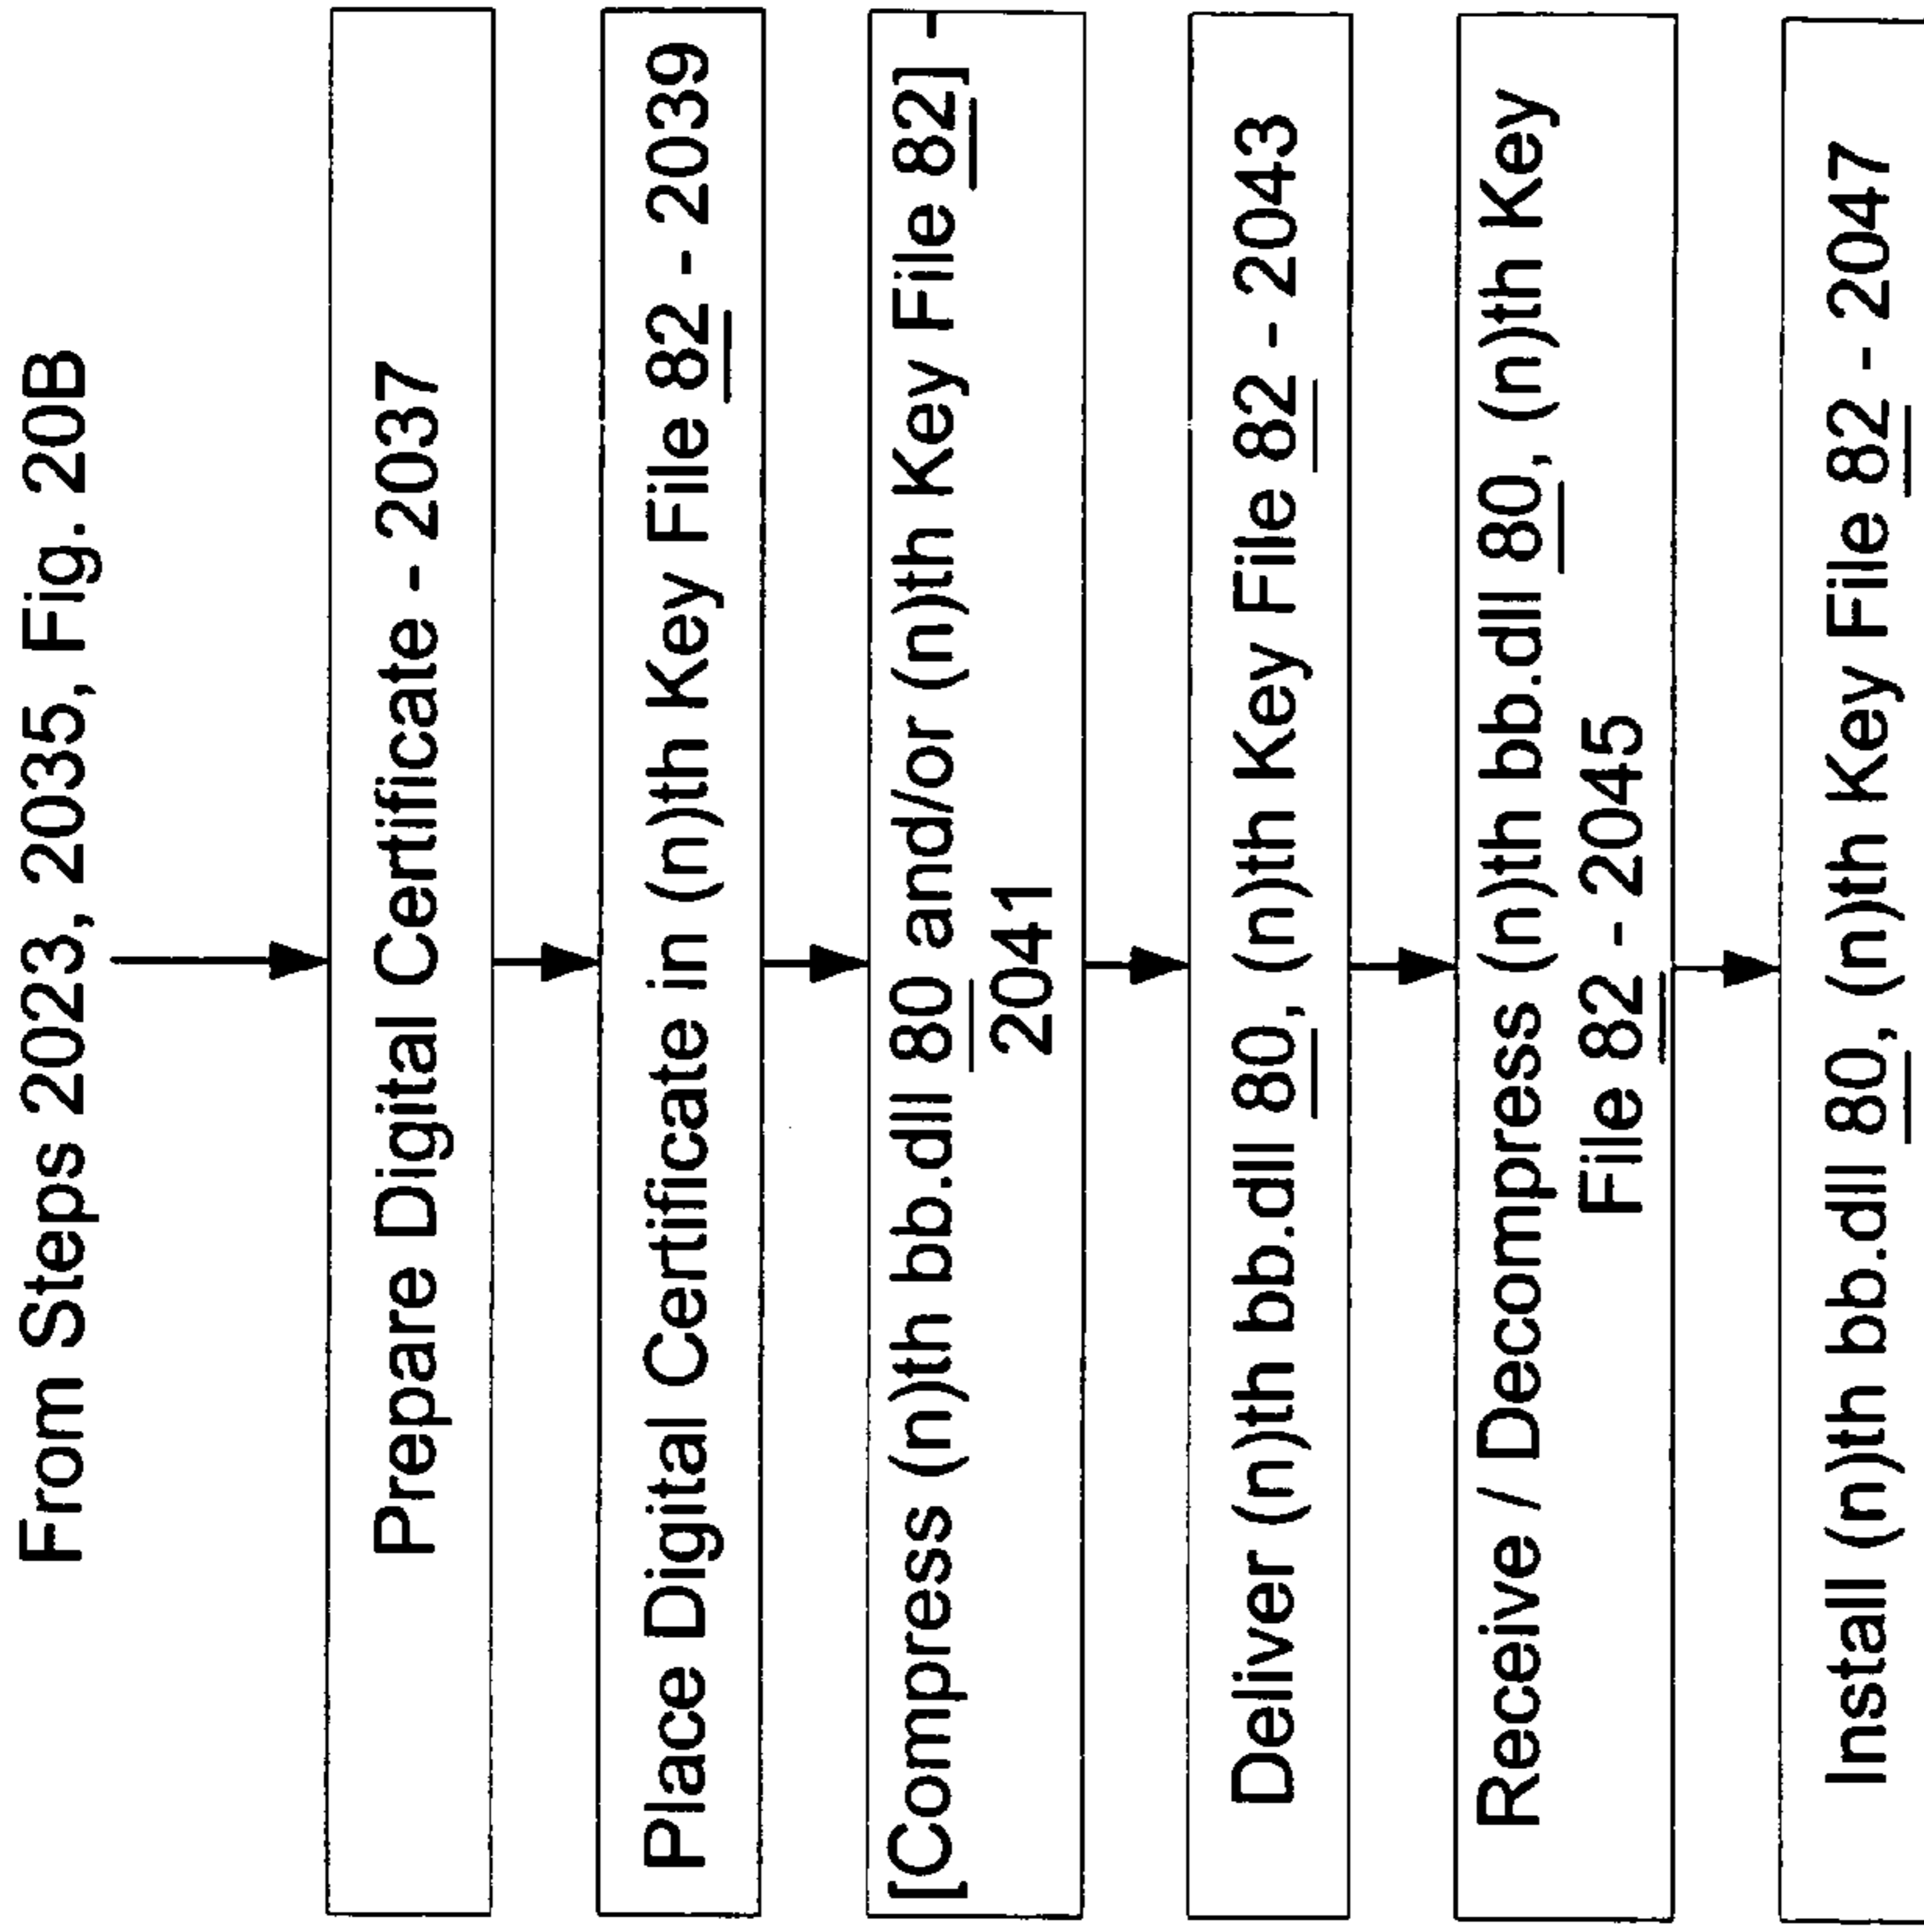 From Steps 2023, 2035, Fig. 20B
Prepare Digital Certificate - 2037
Place Digital Certificate in (n)th Key File 82 - 2039
[Compress (n)th bb.dll 80 and/or (n)th Key File 82] -
2041
Deliver (n)th bb.dll 80, (n)th Key File 82 - 2043
Receive / Decompress (n)th bb.dll 80, (n)th Key
File 82 - 2045
Install (n)th bb.dll 80, (n)th Key File 82 - 2047